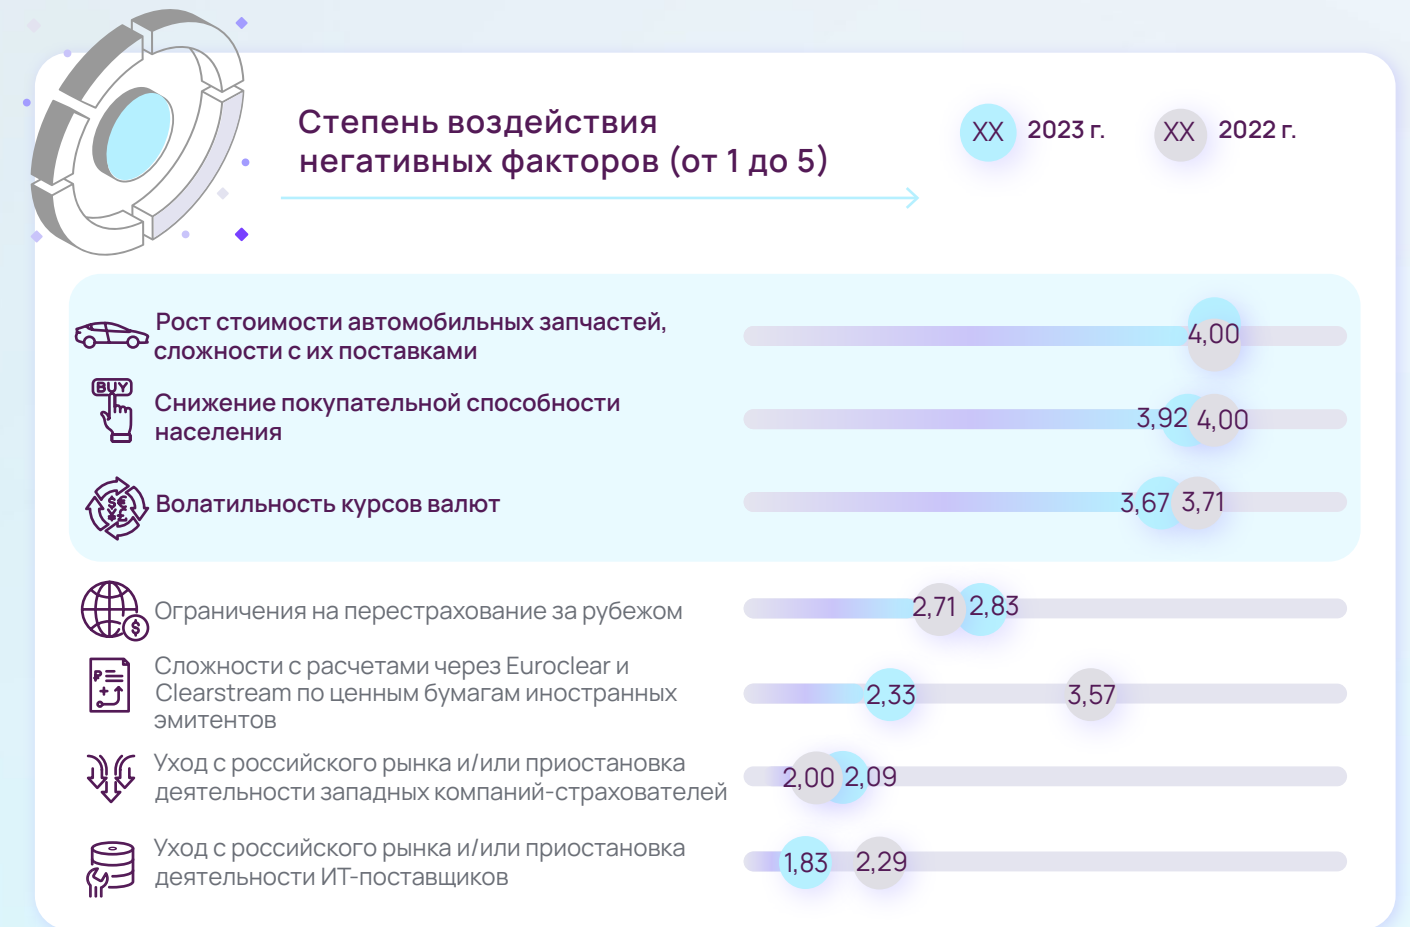 Степень воздействия
негативных факторов (от 1 до 5)
XX 2023 г.
XX 2022 г.
Рост стоимости автомобильных запчастей,
сложности с их поставками
4,00
BUY
Снижение покупательной способности
населения
3,92 4,00
$ €
¥ £
Волатильность курсов валют
3,67 3,71
$
Ограничения на перестрахование за рубежом
2,71 2,83
₽
Сложности с расчетами через Euroclear и
Clearstream по ценным бумагам иностранных
эмитентов
2,33 3,57
Уход с российского рынка и/или приостановка
деятельности западных компаний-страхователей
2,00 2,09
Уход с российского рынка и/или приостановка
деятельности ИТ-поставщиков
1,83 2,29